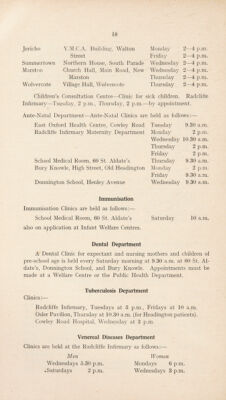 18
Jericho Y.M.C.A. Building, Walton Street Monday 2—4 p.m.
Friday 2—4 p.m.
Summertown Northern House, South Parade Wednesday 2—4 p.m.
Marston Church Hall, Main Road, New Marston Wednesday 2—4 p.m.
Thursday 2—4 p.m.
Wolvercote Village Hall, Wolvercote Thursday 2—4 p.m.
Children's Consultation Centre—Clinic for sick children. Radcliffe
Infirmary—Tuesday, 2 p.m., Thursday, 2 p.m.—by appointment.
Ante-Natal Department—Ante-Natal Clinics are held as follows:—
East Oxford Health Centre, Cowley Road Tuesday 9.30 a.m.
Radcliffe Infirmary Maternity Department Monday 2 p.m.
Wednesday 10.30 a.m.
Thursday 2 p.m.
Friday 2 p.m.
School Medical Room, 60 St. Aldate's Thursday 9.30 a.m.
Bury Knowle, High Street, Old Headington Monday 2 p.m.
Friday 9.30 a.m.
Donnington School, Henley Avenue Wednesday 9.30 a.m.
Immunisation
Immunisation Clinics are held as follows:—
School Medical Room, 60 St. Aldate's Saturday 10 a.m.
also on application at Infant Welfare Centres.
Dental Department
A Dental Clinic for expectant and nursing mothers and children of
pre-school age is held every Saturday morning at 9.30 a.m. at 60 St. Al-
date's, Donnington School, and Bury Knowle. Appointments must be
made at a Welfare Centre or the Public Health Department.
Tuberculosis Department
Clinics:—
Radcliffe Infirmary, Tuesdays at 5 p.m., Fridays at 10 a.m.
Osler Pavilion, Thursday at 10.30 a.m. (for Headington patients).
Cowley Road Hospital, Wednesday at 2 p.m.
Venereal Diseases Department
Clinics are held at the Radcliffe Infirmary as follows:—
Men Women
Wednesdays 5.30 p.m. Mondays 6 p.m.
Saturdays 2 p.m. Wednesdays 3 p.m.